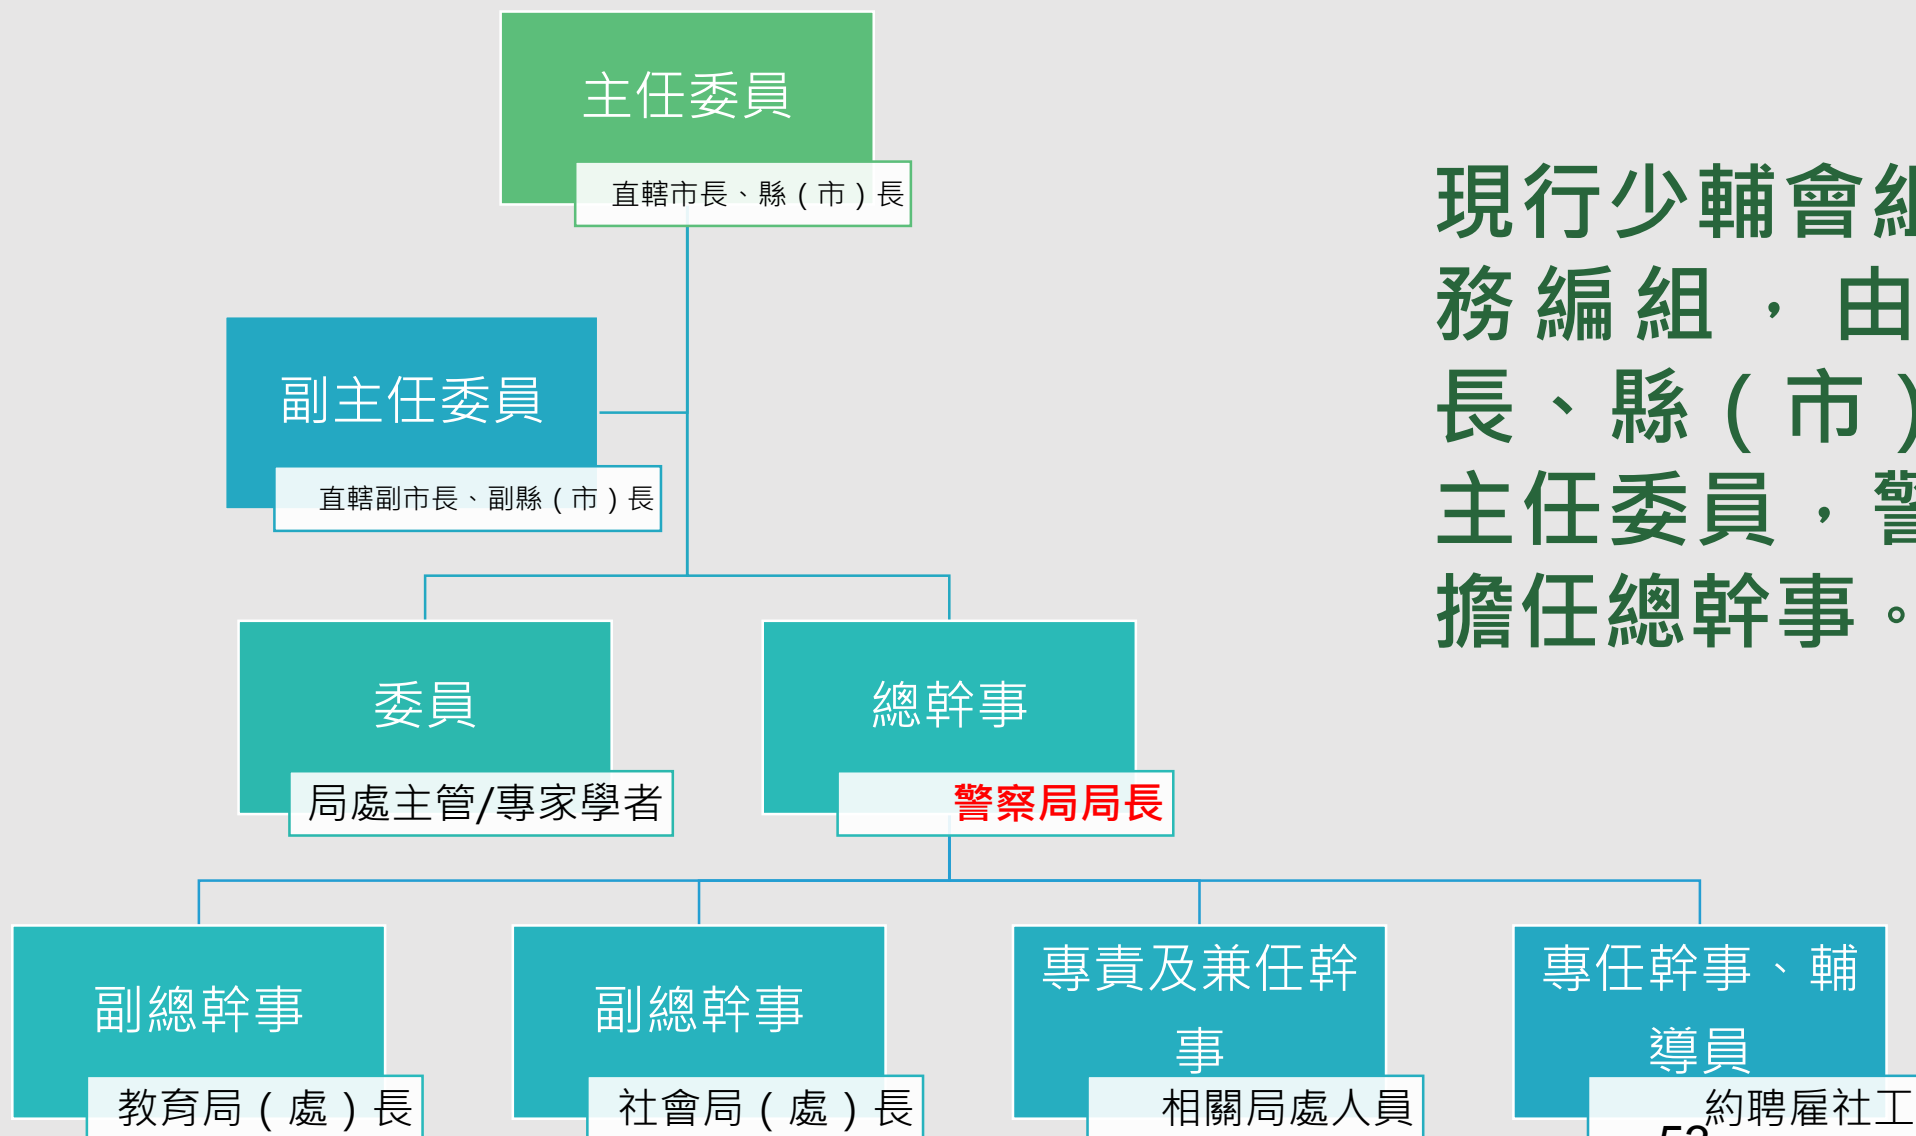 主任委員
直轄市長、縣（市）長
副主任委員
直轄副市長、副縣（市）長
委員
局處主管/專家學者
總幹事
警察局局長
副總幹事
教育局（處）長
副總幹事
社會局（處）長
專責及兼任幹
事
相關局處人員
專任幹事、輔
導員
約聘雇社工
現行少輔會
務編組，由
長、縣（市）
主任委員，
擔任總幹事。